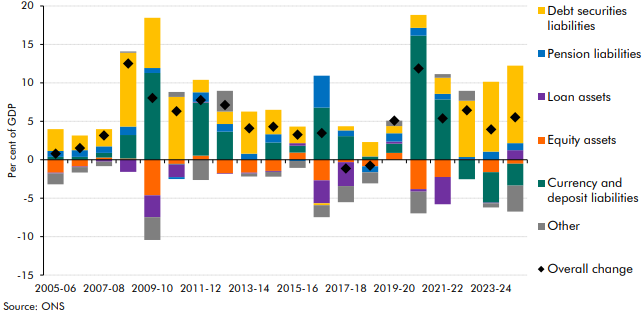 20
15
10
5
0
-5
-10
-15
Per cent of GDP
2005-06 2007-08 2009-10 2011-12 2013-14 2015-16 2017-18 2019-20 2021-22 2023-24
Debt securities
liabilities
Pension liabilities
Loan assets
Equity assets
Currency and
deposit liabilities
Other
Overall change
Source: ONS